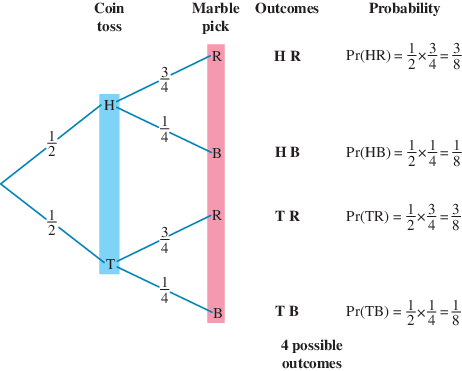 Coin toss Marble pick Outcomes Probability
R H R Pr(HR) = 1/2 × 3/4 = 3/8
3/4
H
1/4
1/2
B H B Pr(HB) = 1/2 × 1/4 = 1/8
R T R Pr(TR) = 1/2 × 3/4 = 3/8
1/2
3/4
T
1/4
B T B Pr(TB) = 1/2 × 1/4 = 1/8
4 possible
outcomes